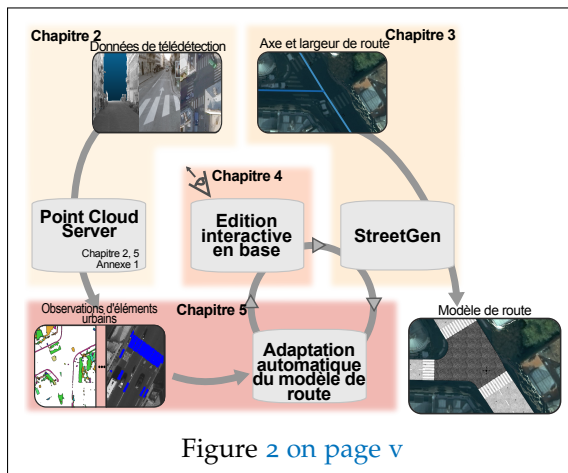 Chapitre 2
Données de télédétection
Axe et largeur de route
Chapitre 3
Chapitre 4
Point Cloud
Server
Chapitre 2, 5
Annexe 1
Edition
interactive
en base
StreetGen
Observations d'éléments
urbains
Chapitre 5
Adaptation
automatique
du modèle de
route
Modèle de route
...
Figure 2 on page v